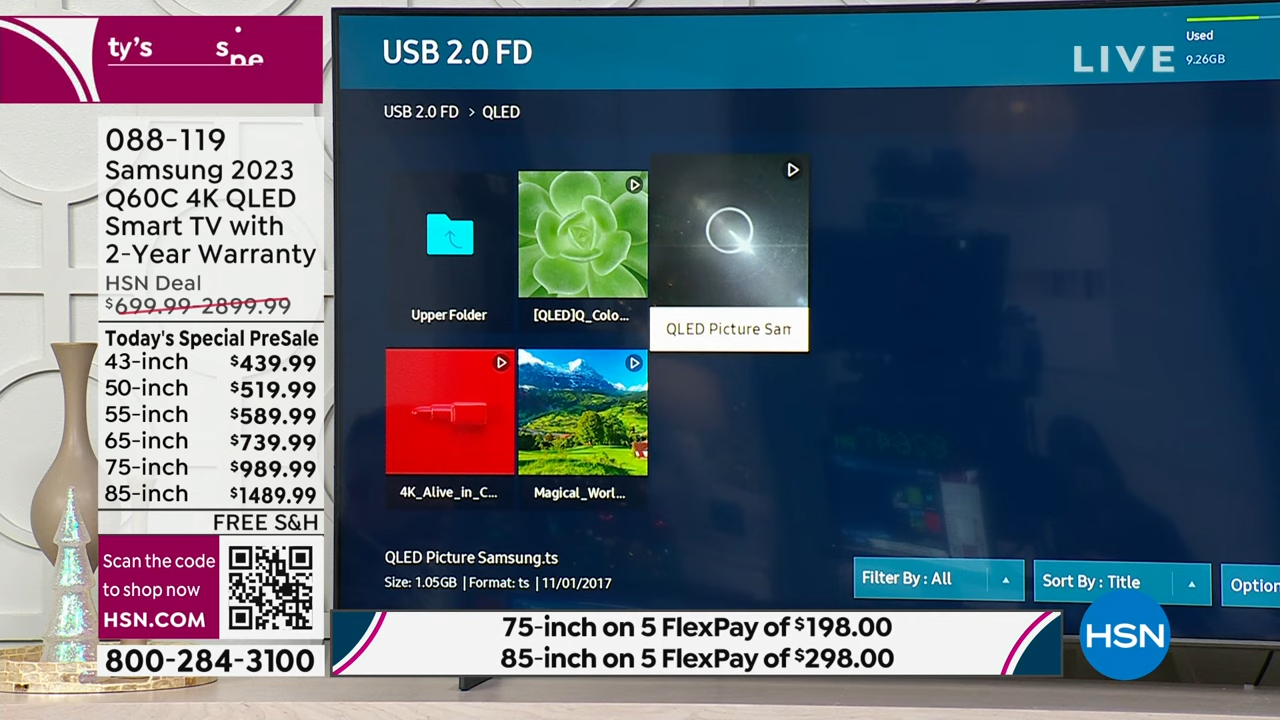 ty's
088-119
Samsung 2023
Q60C 4K QLED
Smart TV with
2-Year Warranty
HSN Deal
$699.99-2899.99
Today's Special PreSale
43-inch $439.99
50-inch $519.99
55-inch $589.99
65-inch $739.99
75-inch $989.99
85-inch $1489.99
FREE S&H
Scan the code
to shop now
HSN.COM
800-284-3100
USB 2.0 FD
Used
9.26GB
LIVE
USB 2.0 FD > QLED
Upper Folder
[QLED]Q_Colo...
QLED Picture Sam
4K_Alive_in_C...
Magical_Worl...
QLED Picture Samsung.ts
Size: 1.05GB | Format: ts | 11/01/2017
Filter By : All
Sort By : Title
Option
75-inch on 5 FlexPay of $198.00
85-inch on 5 FlexPay of $298.00
HSN